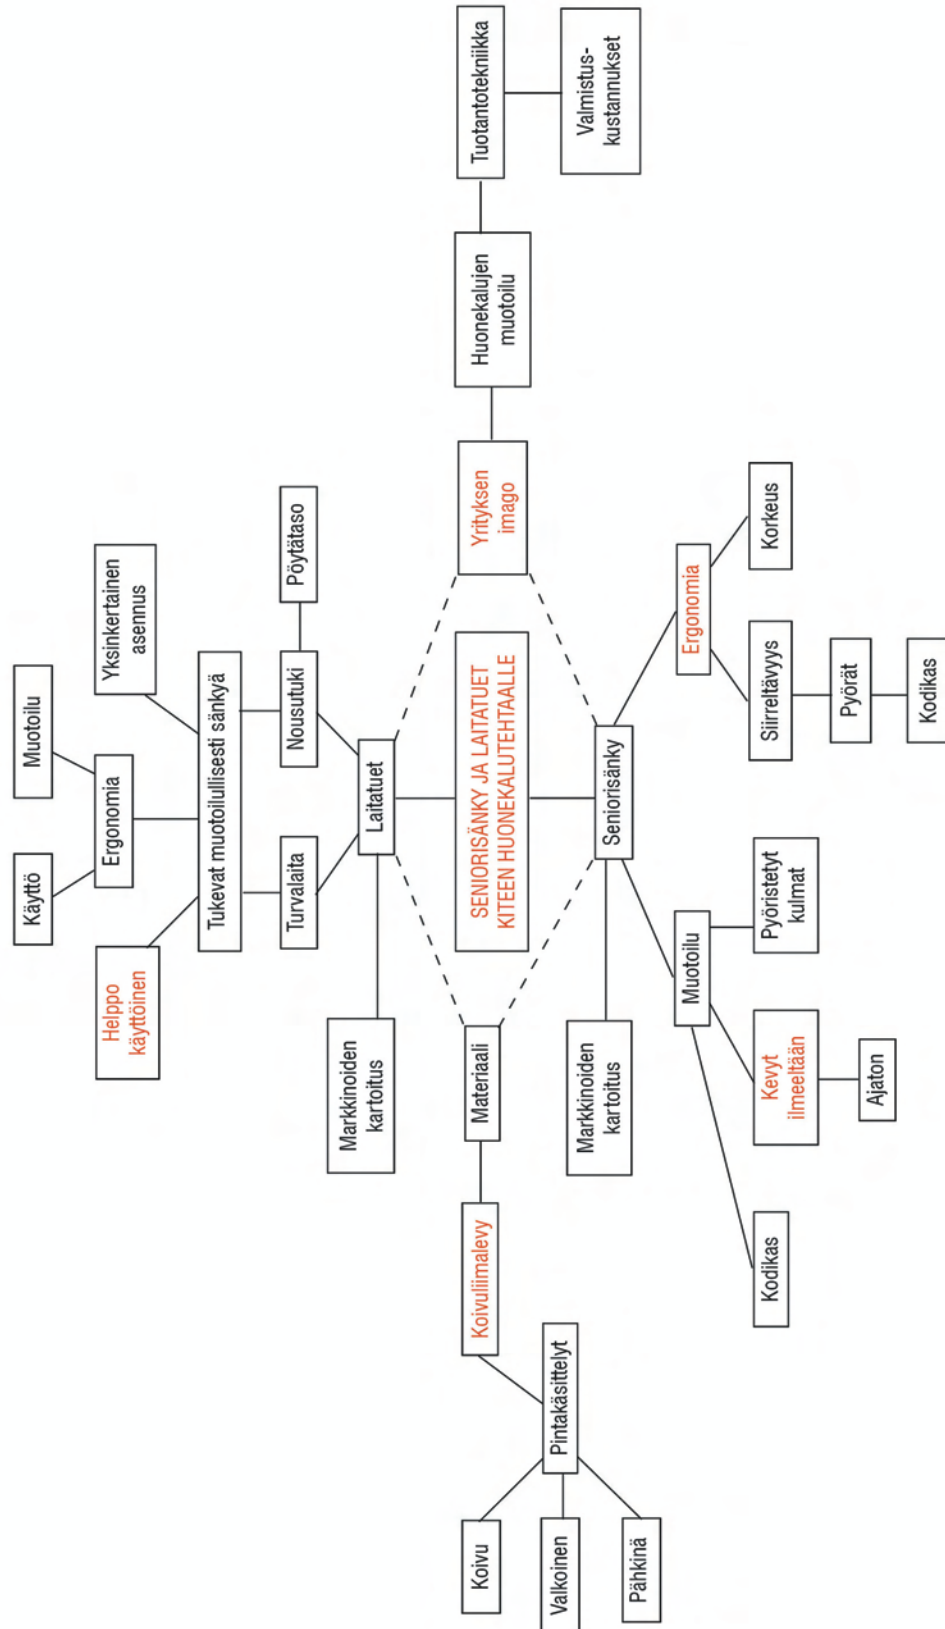 Käyttö
Muotoilu
Ergonomia
Helppo
käyttöinen
Yksinkertainen
asennus
Tukevat muotoilullisesti sänkyä
Turvalaita
Nousutuki
Pöytätaso
Markkinoiden
kartoitus
Laitatuet
Koivu
Koivuliimalevy
Materiaali
SENIORISÄNKY JA LAITATUET
KITEEN HUONEKALUTEHTAALLE
Yrityksen
imago
Huonekalujen
muotoilu
Tuotantotekniikka
Valkoinen
Pintakäsittelyt
Markkinoiden
kartoitus
Seniorisänky
Valmistus-
kustannukset
Pähkinä
Muotoilu
Ergonomia
Kodikas
Kevyt
ilmeeltään
Pyöristetyt
kulmat
Siirreltävyys
Korkeus
Ajaton
Pyörät
Kodikas